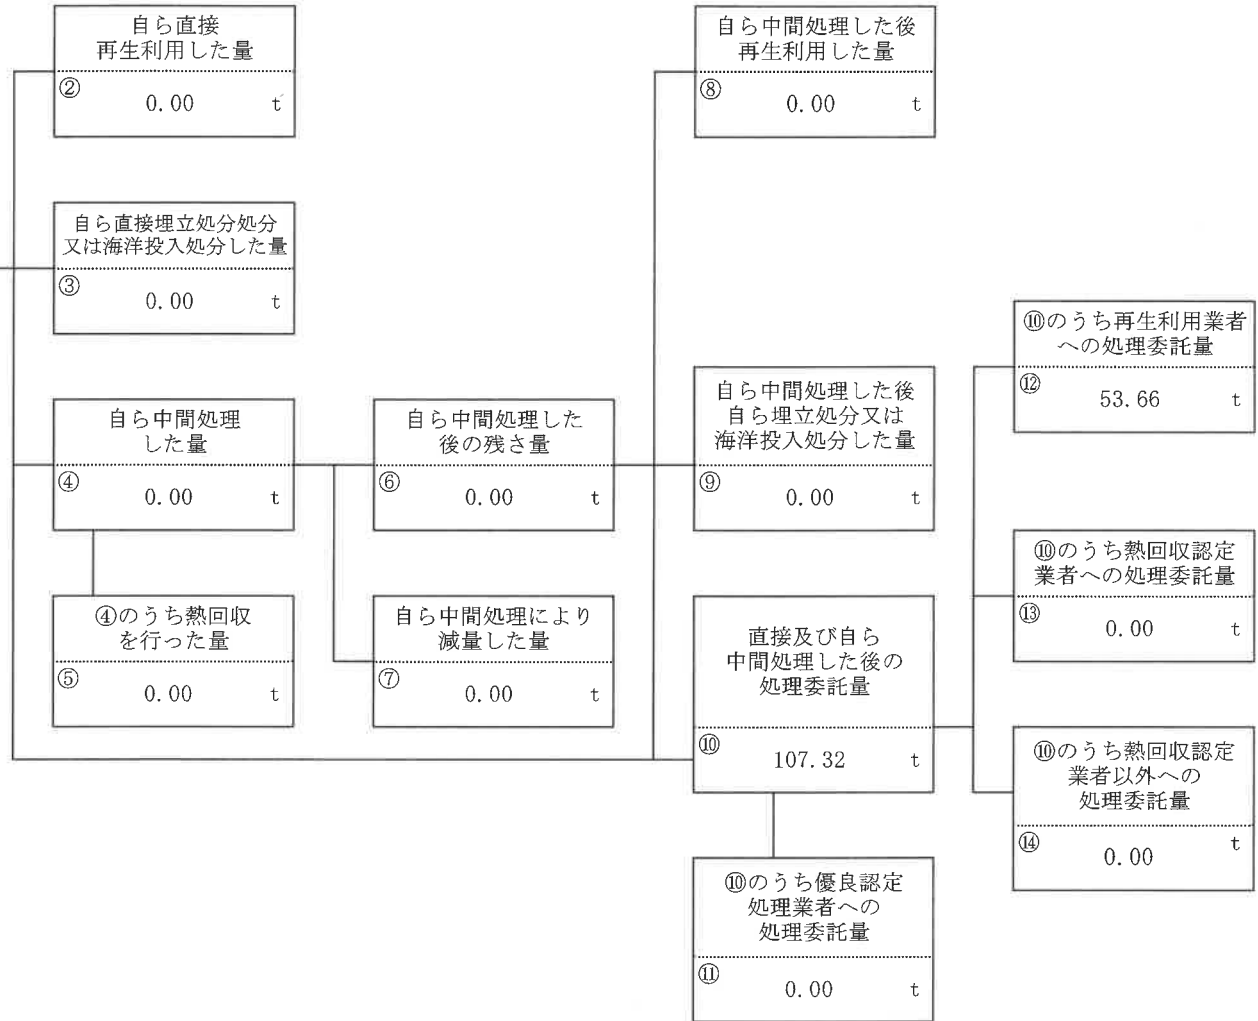 自ら直接
再生利用した量
② 0.00 t
自ら中間処理した後
再生利用した量
⑧ 0.00 t
自ら直接埋立処分処分
又は海洋投入処分した量
③ 0.00 t
⑩のうち再生利用業者
への処理委託量
⑫ 53.66 t
自ら中間処理
した量
④ 0.00 t
自ら中間処理した
後の残さ量
⑥ 0.00 t
自ら中間処理した後
自ら埋立処分又は
海洋投入処分した量
⑨ 0.00 t
⑩のうち熱回収認定
業者への処理委託量
⑬ 0.00 t
④のうち熱回収
を行った量
⑤ 0.00 t
自ら中間処理により
減量した量
⑦ 0.00 t
直接及び自ら
中間処理した後の
処理委託量
⑩ 107.32 t
⑩のうち熱回収認定
業者以外への
処理委託量
⑭ 0.00 t
⑩のうち優良認定
処理業者への
処理委託量
⑪ 0.00 t